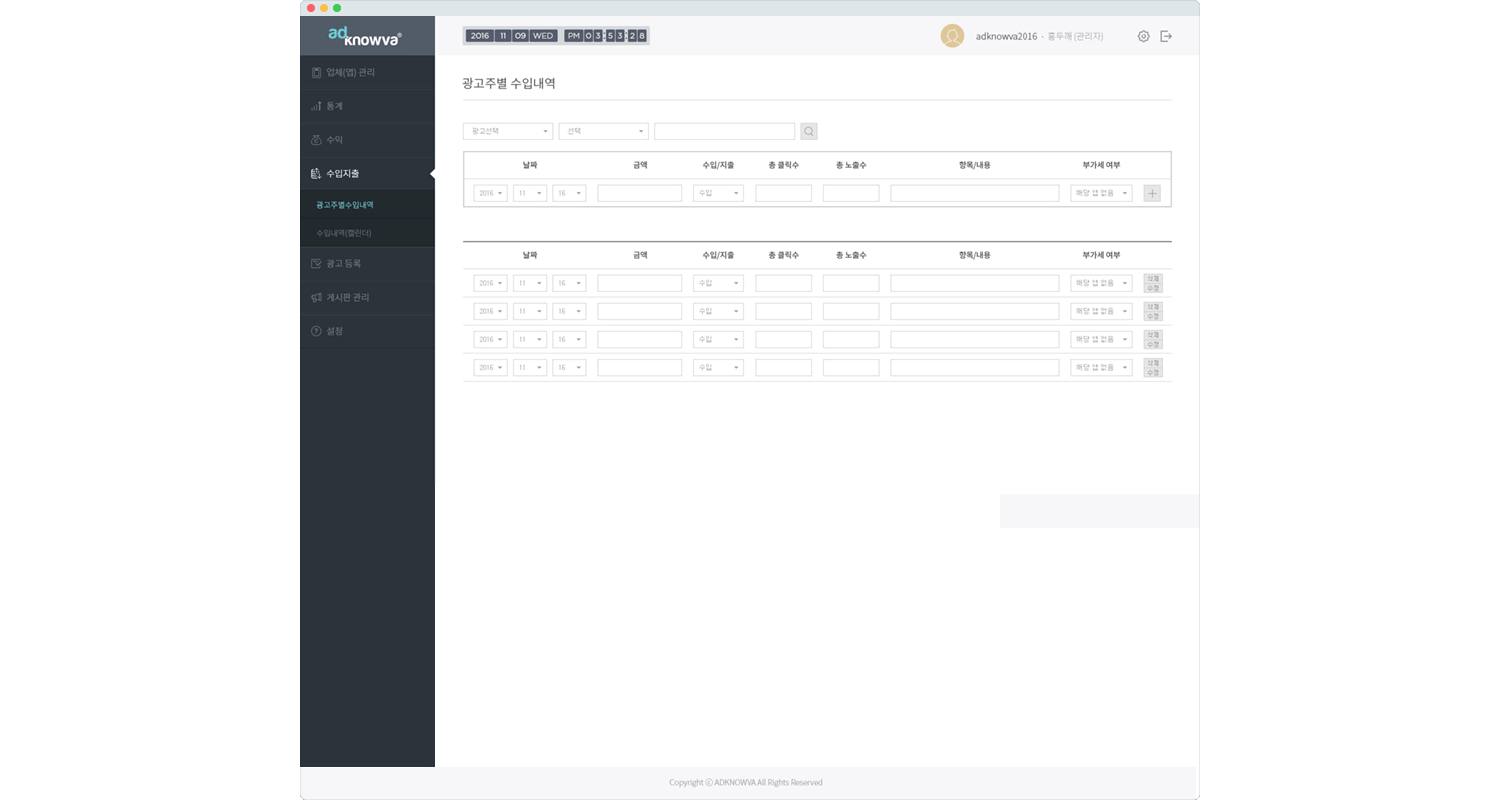 adknowva®
2016 11 09 WED PM 03:53:28
adknowva2016 · 홍두깨 (관리자)
업체(앱) 관리
통계
수익
수입지출
광고주별수입내역
수입내역(캘린더)
광고 등록
게시판 관리
설정
광고주별 수입내역
광고선택 선택
날짜 금액 수입/지출 총 클릭수 총 노출수 항목/내용 부가세 여부
2016 11 16 수입 해당 앱 없음
날짜 금액 수입/지출 총 클릭수 총 노출수 항목/내용 부가세 여부
2016 11 16 수입 해당 앱 없음 삭제
수정
2016 11 16 수입 해당 앱 없음 삭제
수정
2016 11 16 수입 해당 앱 없음 삭제
수정
2016 11 16 수입 해당 앱 없음 삭제
수정
Copyright ⓒ ADKNOWVA All Rights Reserved